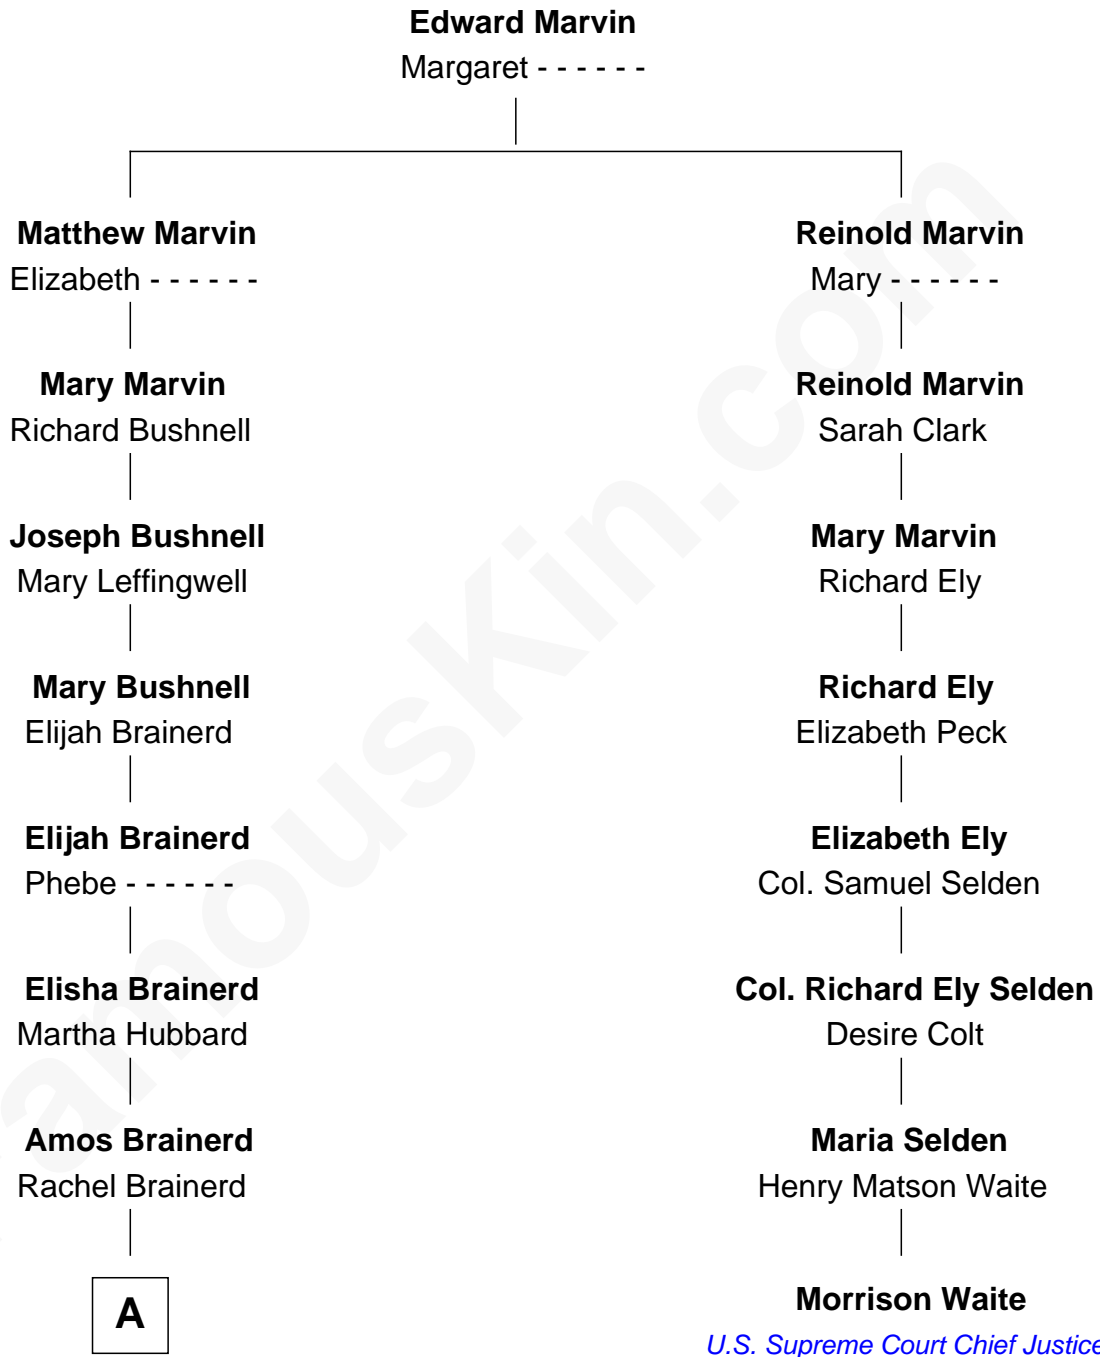 Edward Marvin
Margaret - - - - - -
Matthew Marvin
Elizabeth - - - - - -
Reinold Marvin
Mary - - - - - -
Mary Marvin
Richard Bushnell
Reinold Marvin
Sarah Clark
Joseph Bushnell
Mary Leffingwell
Mary Marvin
Richard Ely
Mary Bushnell
Elijah Brainerd
Richard Ely
Elizabeth Peck
Elijah Brainerd
Phebe - - - - - -
Elizabeth Ely
Col. Samuel Selden
Elisha Brainerd
Martha Hubbard
Col. Richard Ely Selden
Desire Colt
Amos Brainerd
Rachel Brainerd
Maria Selden
Henry Matson Waite
A
Morrison Waite
U.S. Supreme Court Chief Justice
amouskin.com